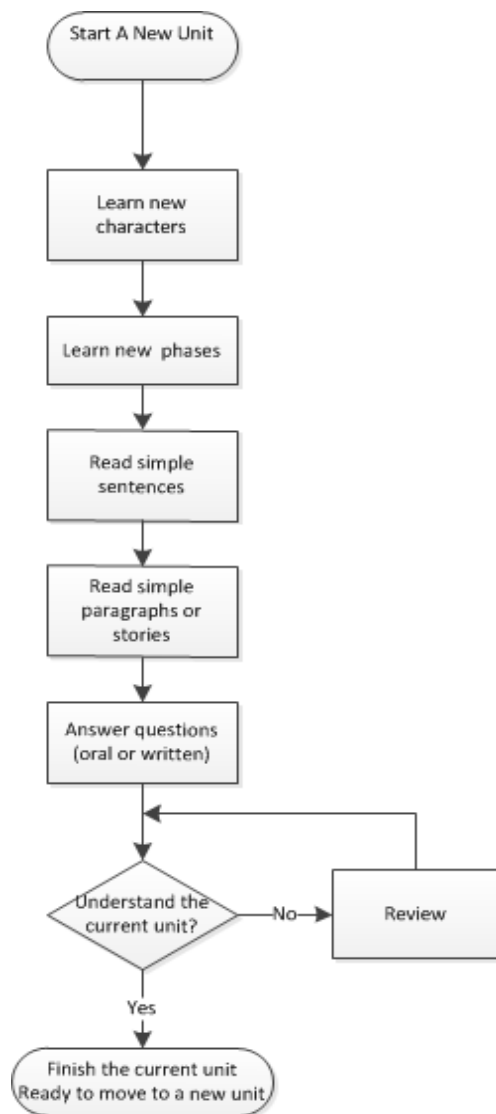 Start A New Unit
Learn new
characters
Learn new phases
Read simple
sentences
Read simple
paragraphs or
stories
Answer questions
(oral or written)
Understand the
current unit?
No
Review
Yes
Finish the current unit
Ready to move to a new unit